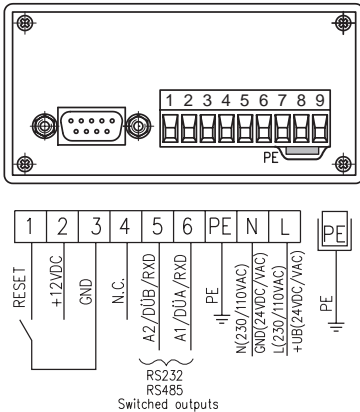 1 2 3 4 5 6 7 8 9
PE
1 2 3 4 5 6 PE N L PE
RESET
+12VDC
GND
N.C.
A2/DÜB/RXD
A1/DÜA/RXD
PE
N(230/110VAC)
GND(24VDC/VAC)
L(230/110VAC)
+UB(24VDC/VAC)
PE
RS232
RS485
Switched outputs